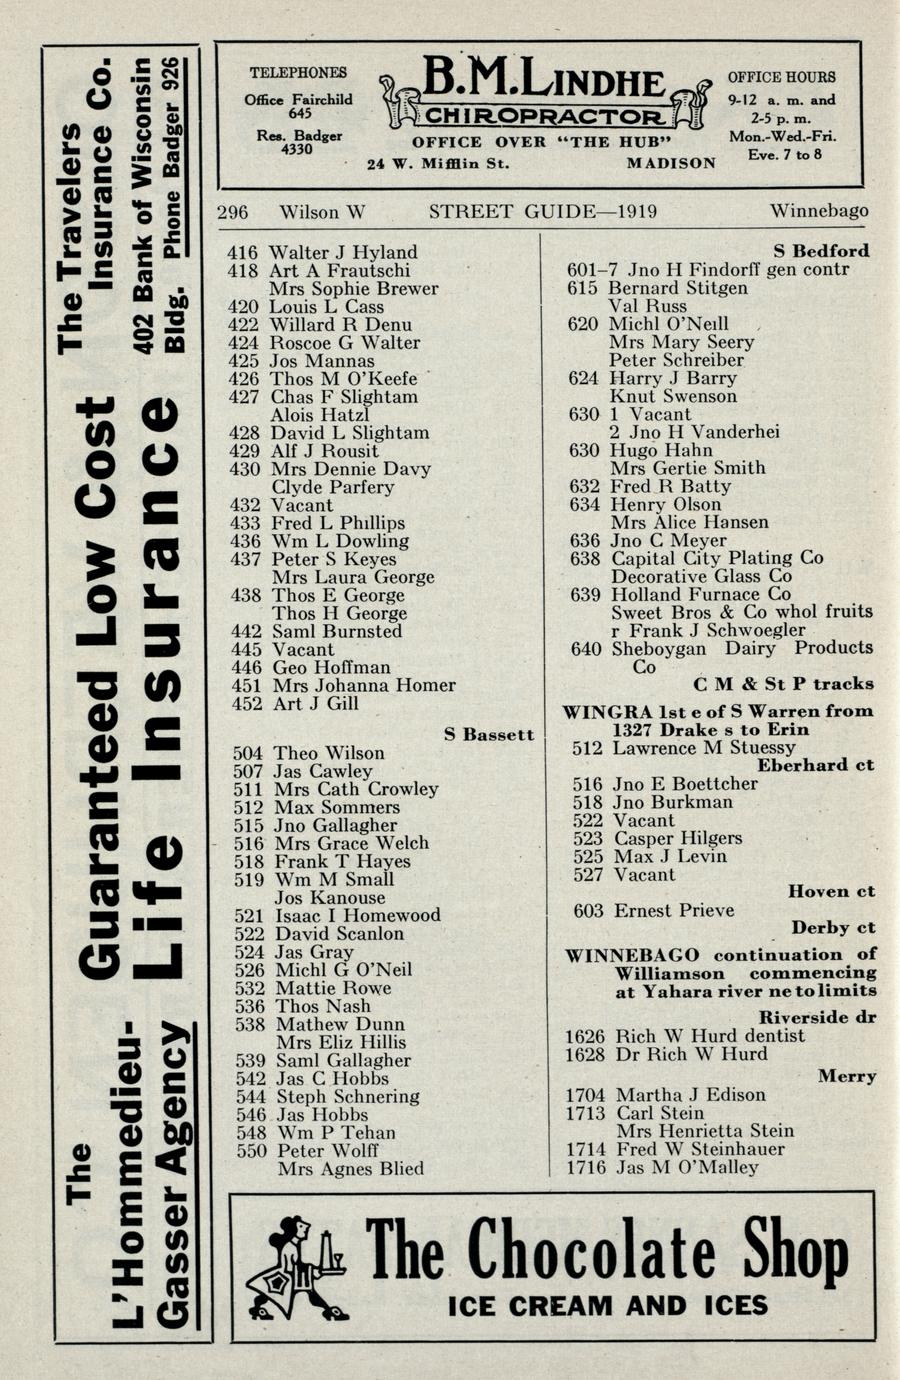 The Travelers
Insurance Co.
402 Bank of Wisconsin
Bldg. Phone Badger 926
Guaranteed Low Cost
Life Insurance
The
L'Hommedieu-
Gasser Agency
TELEPHONES
Office Fairchild
645
Res. Badger
4330
B.M.LINDHE
CHIROPRACTOR
OFFICE OVER "THE HUB"
24 W. Mifflin St. MADISON
OFFICE HOURS
9-12 a. m. and
2-5 p. m.
Mon.-Wed.-Fri.
Eve. 7 to 8
296 Wilson W STREET GUIDE—1919 Winnebago
416 Walter J Hyland
418 Art A Frautschi
Mrs Sophie Brewer
420 Louis L Cass
422 Willard R Denu
424 Roscoe G Walter
425 Jos Mannas
426 Thos M O'Keefe
427 Chas F Slightam
Alois Hatzl
428 David L Slightam
429 Alf J Rousit
430 Mrs Dennie Davy
Clyde Parfery
432 Vacant
433 Fred L Phillips
436 Wm L Dowling
437 Peter S Keyes
Mrs Laura George
438 Thos E George
Thos H George
442 Saml Burnsted
445 Vacant
446 Geo Hoffman
451 Mrs Johanna Homer
452 Art J Gill
S Bassett
504 Theo Wilson
507 Jas Cawley
511 Mrs Cath Crowley
512 Max Sommers
515 Jno Gallagher
516 Mrs Grace Welch
518 Frank T Hayes
519 Wm M Small
Jos Kanouse
521 Isaac I Homewood
522 David Scanlon
524 Jas Gray
526 Michl G O'Neil
532 Mattie Rowe
536 Thos Nash
538 Mathew Dunn
Mrs Eliz Hillis
539 Saml Gallagher
542 Jas C Hobbs
544 Steph Schnering
546 Jas Hobbs
548 Wm P Tehan
550 Peter Wolff
Mrs Agnes Blied
S Bedford
601-7 Jno H Findorff gen contr
615 Bernard Stitgen
Val Russ
620 Michl O'Neill
Mrs Mary Seery
Peter Schreiber
624 Harry J Barry
Knut Swenson
630 1 Vacant
2 Jno H Vanderhei
630 Hugo Hahn
Mrs Gertie Smith
632 Fred R Batty
634 Henry Olson
Mrs Alice Hansen
636 Jno C Meyer
638 Capital City Plating Co
Decorative Glass Co
639 Holland Furnace Co
Sweet Bros & Co whol fruits
r Frank J Schwoegler
640 Sheboygan Dairy Products
Co
C M & St P tracks
WINGRA 1st e of S Warren from
1327 Drake s to Erin
512 Lawrence M Stuessy
Eberhard ct
516 Jno E Boettcher
518 Jno Burkman
522 Vacant
523 Casper Hilgers
525 Max J Levin
527 Vacant
Hoven ct
603 Ernest Prieve
Derby ct
WINNEBAGO continuation of
Williamson commencing
at Yahara river ne to limits
Riverside dr
1626 Rich W Hurd dentist
1628 Dr Rich W Hurd
Merry
1704 Martha J Edison
1713 Carl Stein
Mrs Henrietta Stein
1714 Fred W Steinhauer
1716 Jas M O'Malley
The Chocolate Shop
ICE CREAM AND ICES